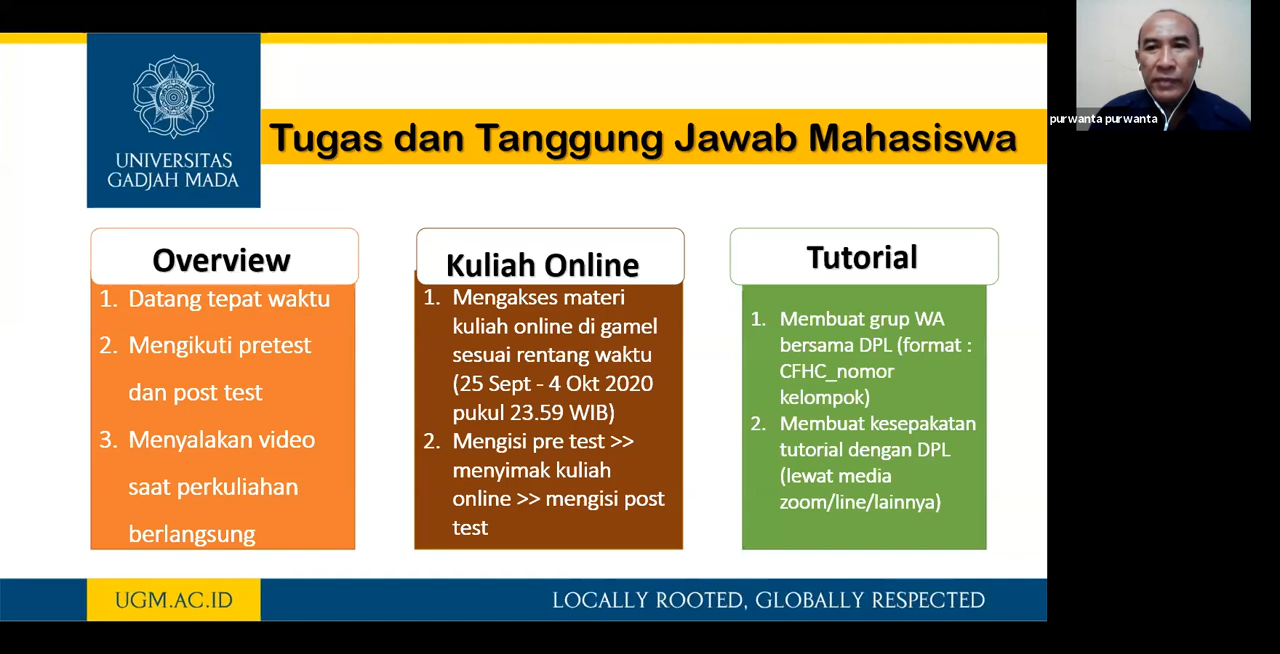 UNIVERSITAS
GADJAH MADA
Tugas dan Tanggung Jawab Mahasiswa
purwanta purwanta
Overview
1. Datang tepat waktu
2. Mengikuti pretest
dan post test
3. Menyalakan video
saat perkuliahan
berlangsung
Kuliah Online
1. Mengakses materi
kuliah online di gamel
sesuai rentang waktu
(25 Sept - 4 Okt 2020
pukul 23.59 WIB)
2. Mengisi pre test >>
menyimak kuliah
online >> mengisi post
test
Tutorial
1. Membuat grup WA
bersama DPL (format :
CFHC_nomor
kelompok)
2. Membuat kesepakatan
tutorial dengan DPL
(lewat media
zoom/line/lainnya)
UGM.AC.ID
LOCALLY ROOTED, GLOBALLY RESPECTED